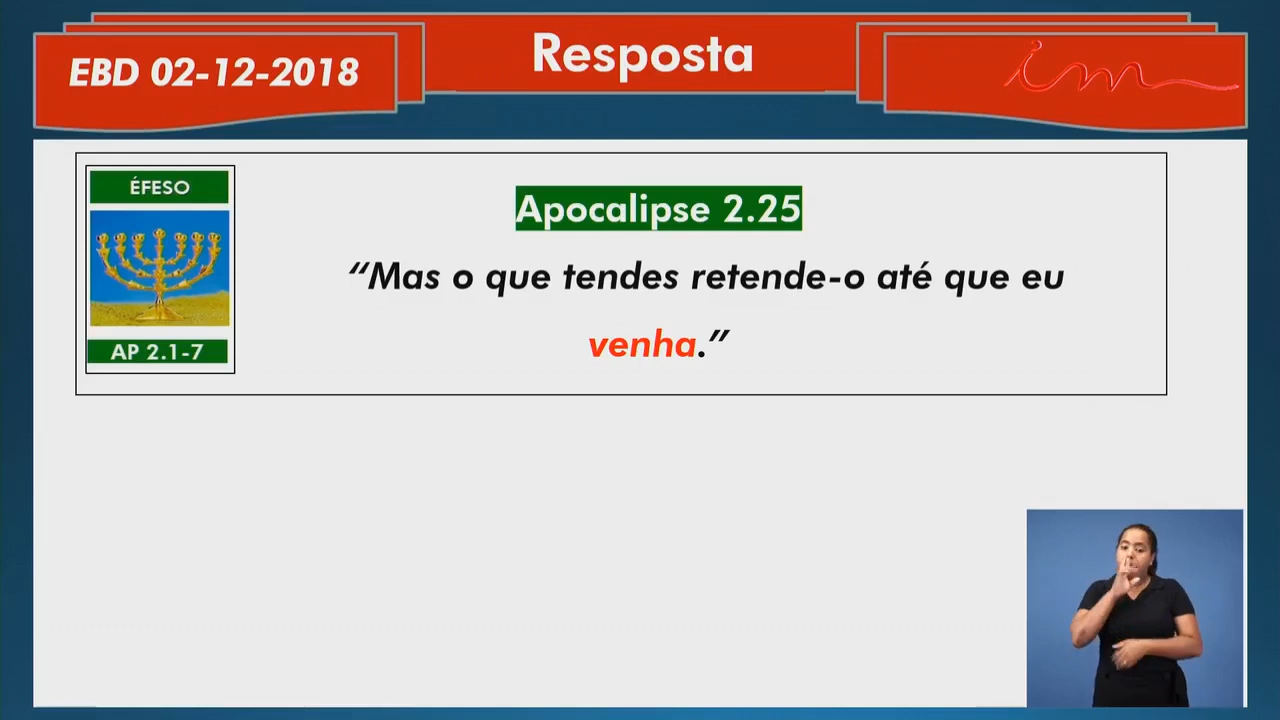 EBD 02-12-2018
Resposta
im
ÉFESO
AP 2.1-7
Apocalipse 2.25
“Mas o que tendes retende-o até que eu
venha.”